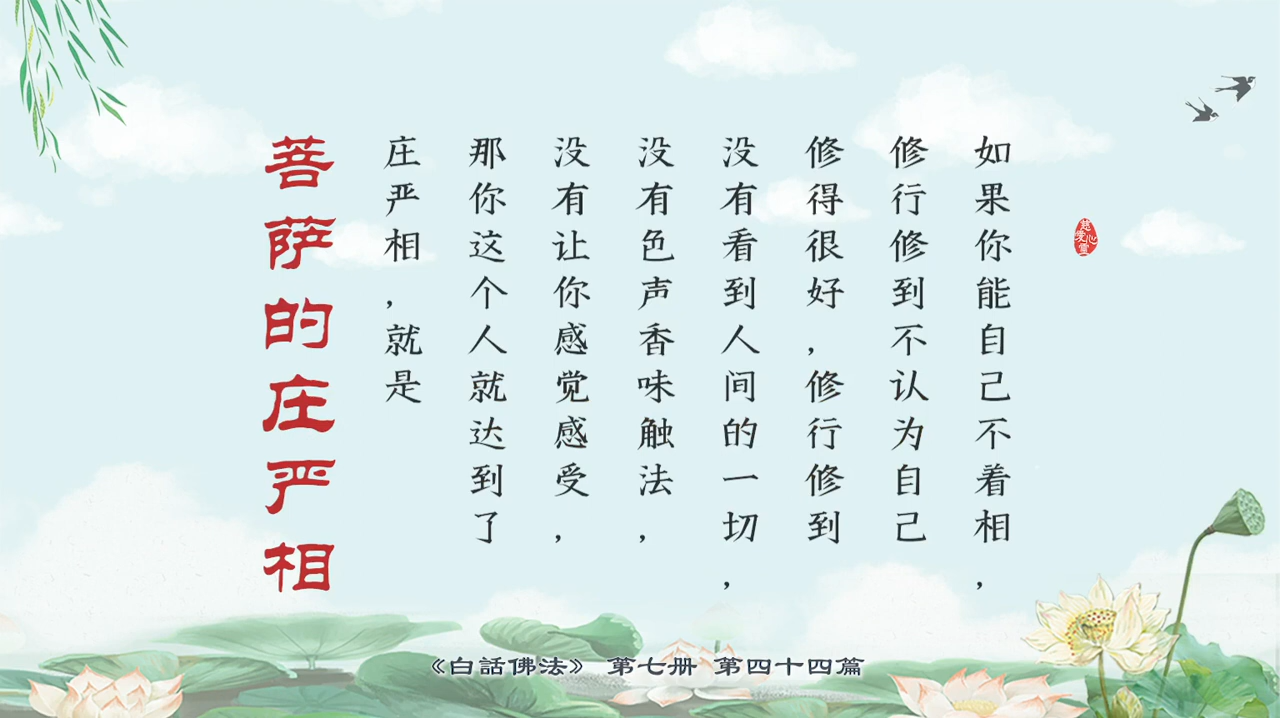 如果你能自己不着相，
修行修到不认为自己
修得很好，修行修到
没有看到人间的一切，
没有色声香味触法，
没有让你感觉感受，
那你这个人就达到了
庄严相，就是
菩萨的庄严相
慈爱心靈
《白話佛法》 第七册 第四十四篇